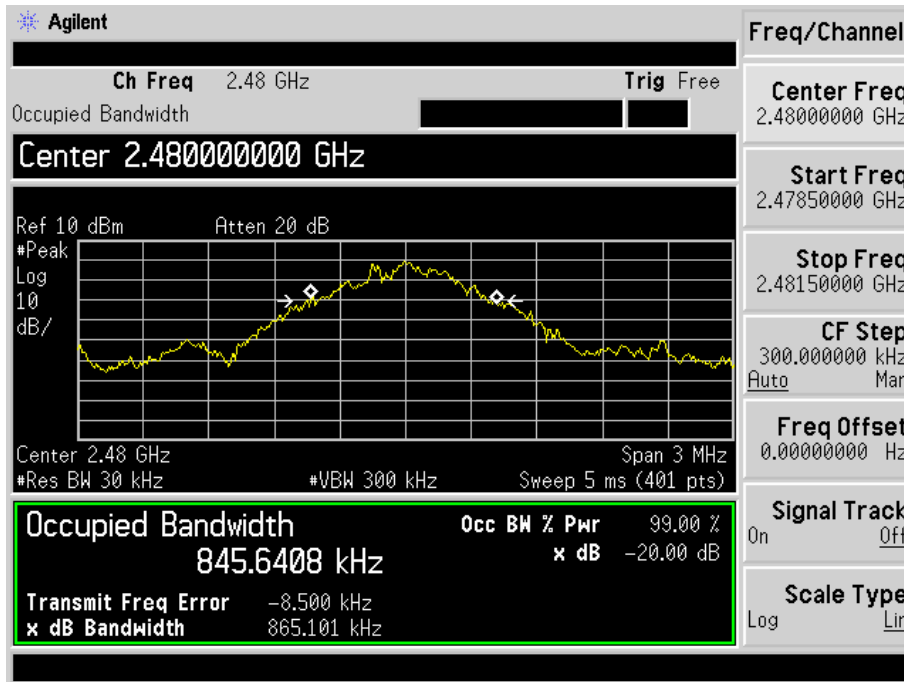 Agilent
Freq/Channel
Ch Freq 2.48 GHz Trig Free
Occupied Bandwidth
Center 2.480000000 GHz
Ref 10 dBm Atten 20 dB
#Peak
Log
10
dB/
Center 2.48 GHz Span 3 MHz
#Res BW 30 kHz #VBW 300 kHz Sweep 5 ms (401 pts)
Occupied Bandwidth
845.6408 kHz
Occ BW % Pwr 99.00 %
x dB -20.00 dB
Transmit Freq Error -8.500 kHz
x dB Bandwidth 865.101 kHz
Center Freq
2.48000000 GHz
Start Freq
2.47850000 GHz
Stop Freq
2.48150000 GHz
CF Step
300.000000 kHz
Auto Man
Freq Offset
0.00000000 Hz
Signal Track
On Off
Scale Type
Log Lin